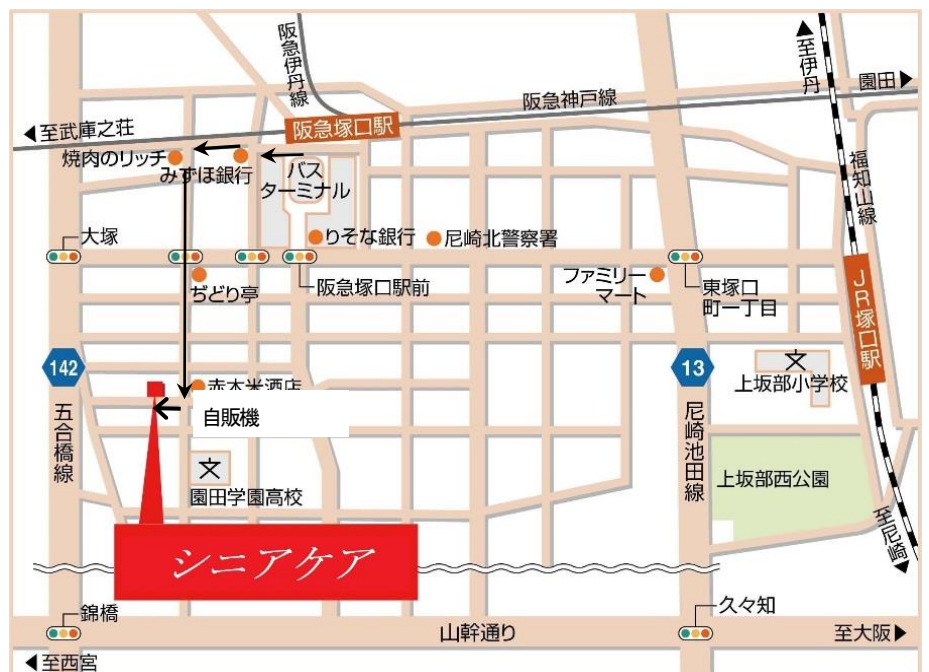 阪急伊丹線
▲至伊丹
園田▶
阪急神戸線
◀至武庫之荘
阪急塚口駅
焼肉のリッチ
みずほ銀行
バス
ターミナル
福知山線
大塚
りそな銀行
尼崎北警察署
ぢどり亭
阪急塚口駅前
ファミリー
マート
東塚口
町一丁目
JR塚口駅
142
13
上坂部小学校
文
五合橋線
自販機
尼崎池田線
文
園田学園高校
上坂部西公園
至尼崎▼
シニアケア
錦橋
山幹通り
久々知
至大阪▶
◀至西宮